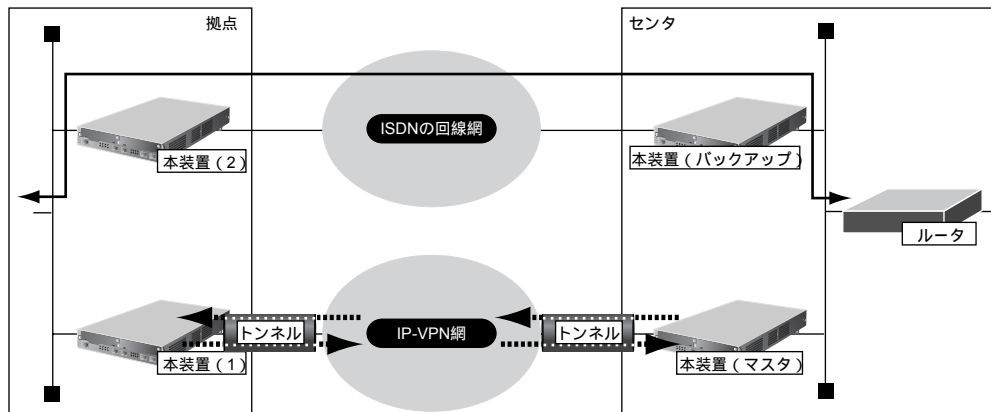 拠点
センタ
ISDNの回線網
本装置(2)
本装置(バックアップ)
ルータ
トンネル
IP-VPN網
トンネル
本装置(1)
本装置(マスタ)